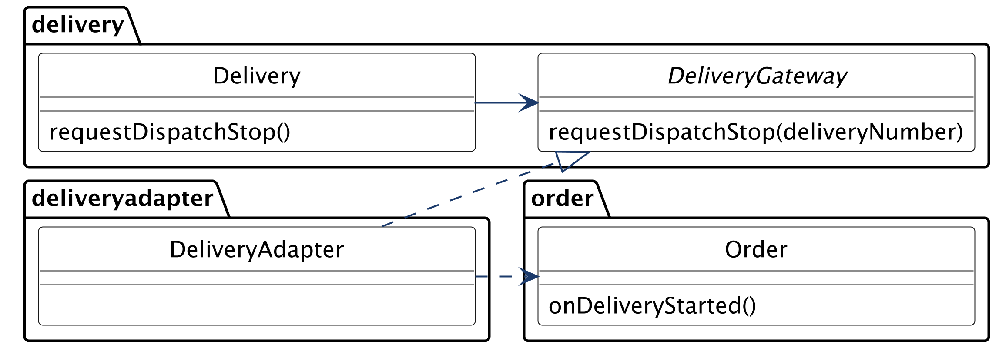 delivery
Delivery
requestDispatchStop()
DeliveryGateway
requestDispatchStop(deliveryNumber)
deliveryadapter
DeliveryAdapter
order
Order
onDeliveryStarted()